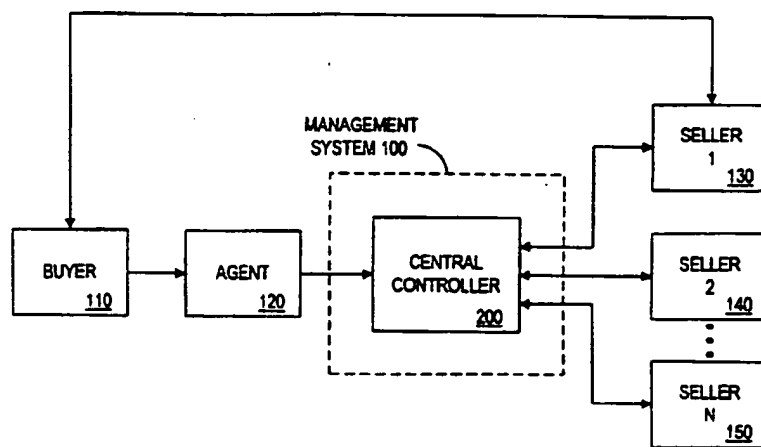 MANAGEMENT
SYSTEM 100
SELLER
1
130
BUYER
110
AGENT
120
CENTRAL
CONTROLLER
200
SELLER
2
140
SELLER
N
150